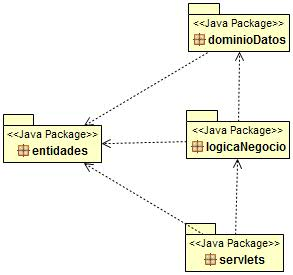 <<Java Package>>
dominioDatos
<<Java Package>>
entidades
<<Java Package>>
logicaNegocio
<<Java Package>>
servlets